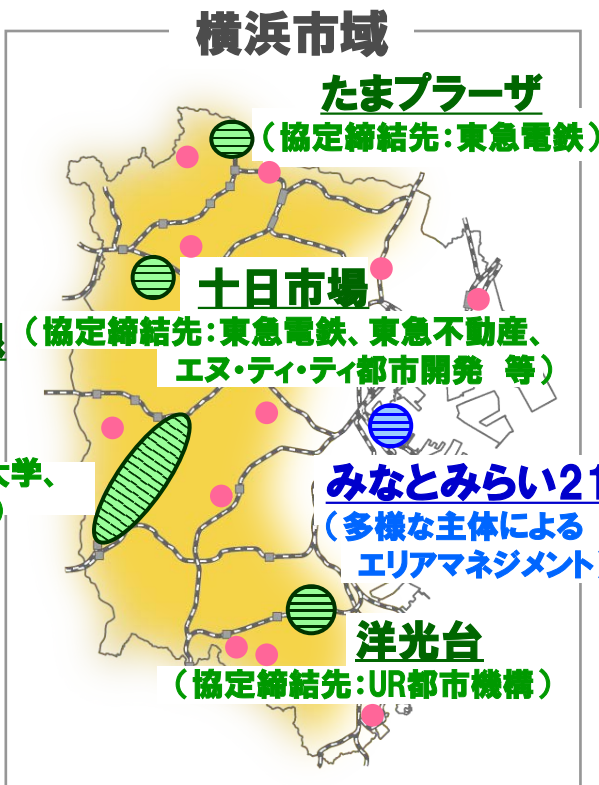 横浜市域
たまプラーザ
（協定締結先：東急電鉄）
十日市場
（協定締結先：東急電鉄、東急不動産、
エヌ・ティ・ティ都市開発　等）
大学、
）
みなとみらい21
（多様な主体による
エリアマネジメント）
洋光台
（協定締結先：UR都市機構）